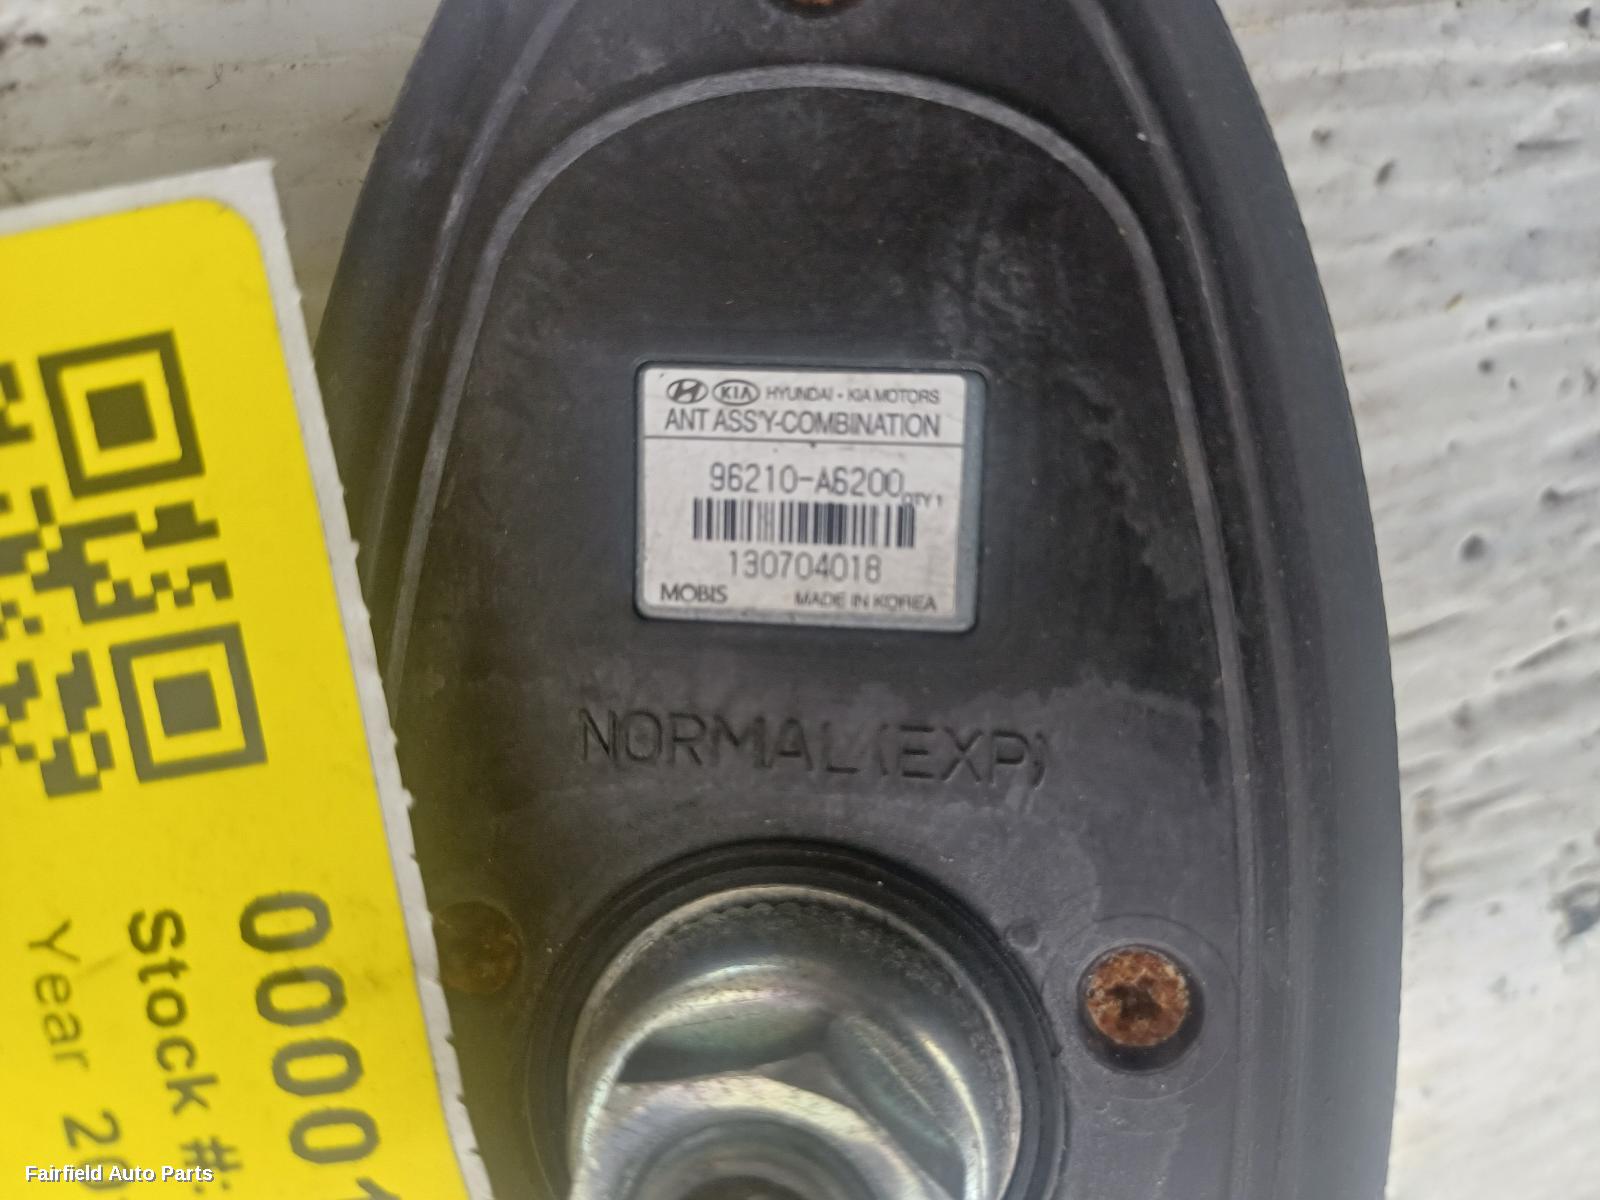 KIA HYUNDAI • KIA MOTORS
ANT ASS'Y-COMBINATION
96210-A6200
QTY 1
130704018
MOBIS MADE IN KOREA
NORMAL(EXP)
Stock #:
Year
Fairfield Auto Parts